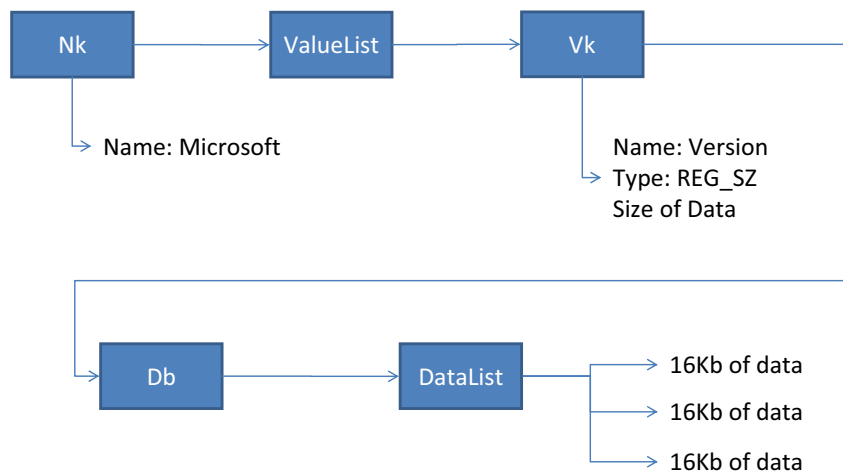 Nk
ValueList
Vk
Name: Microsoft
Name: Version
Type: REG_SZ
Size of Data
Db
DataList
16Kb of data
16Kb of data
16Kb of data